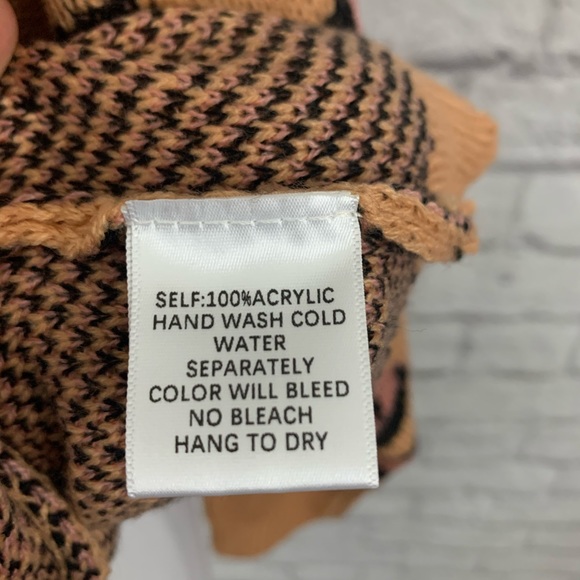 SELF:100%ACRYLIC
HAND WASH COLD
WATER
SEPARATELY
COLOR WILL BLEED
NO BLEACH
HANG TO DRY